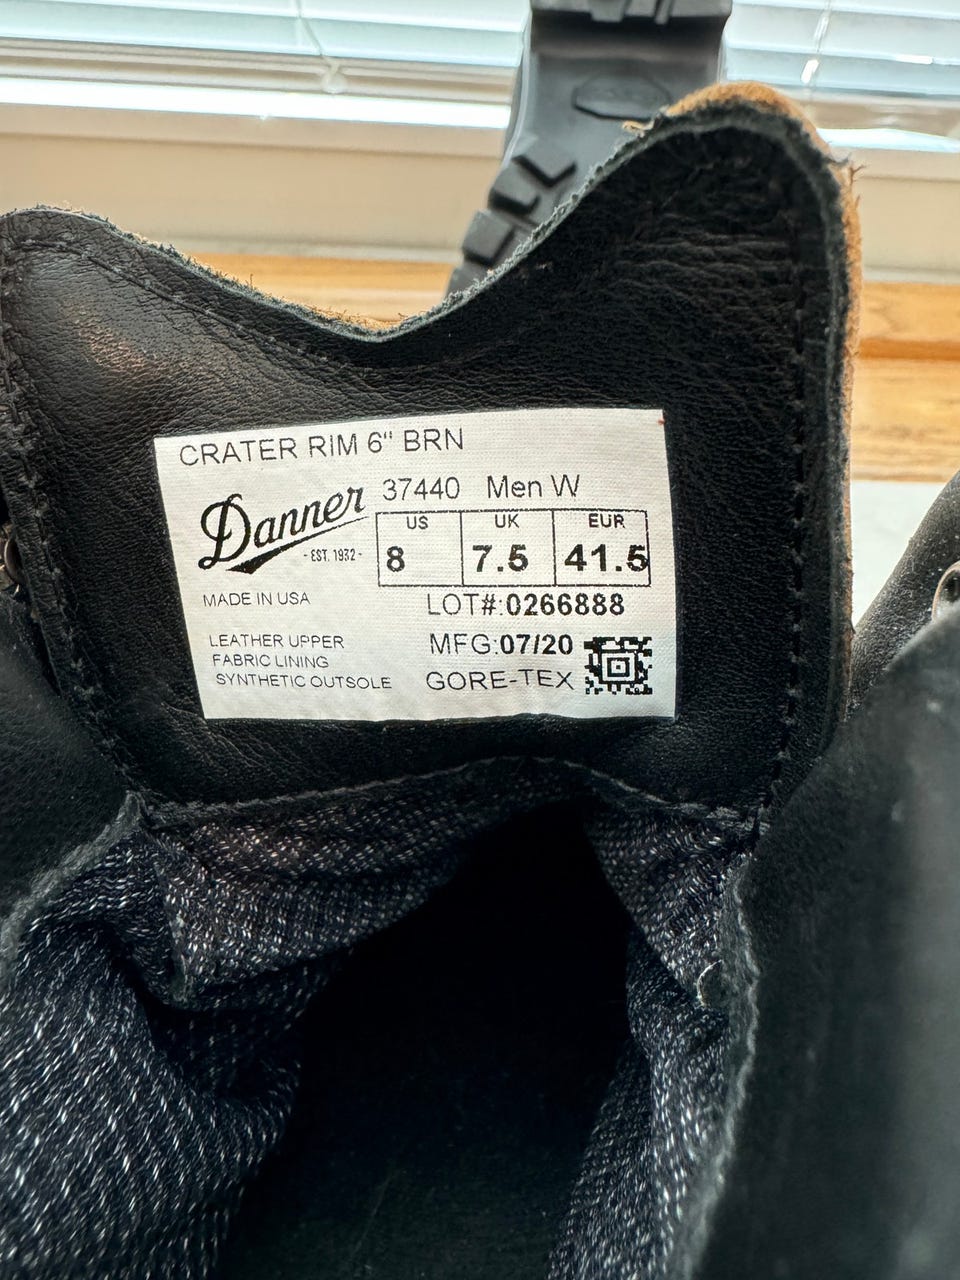 CRATER RIM 6" BRN
Danner
- EST. 1932 -
37440 Men W
US UK EUR
8 7.5 41.5
MADE IN USA
LOT#:0266888
LEATHER UPPER
FABRIC LINING
SYNTHETIC OUTSOLE
MFG:07/20
GORE-TEX